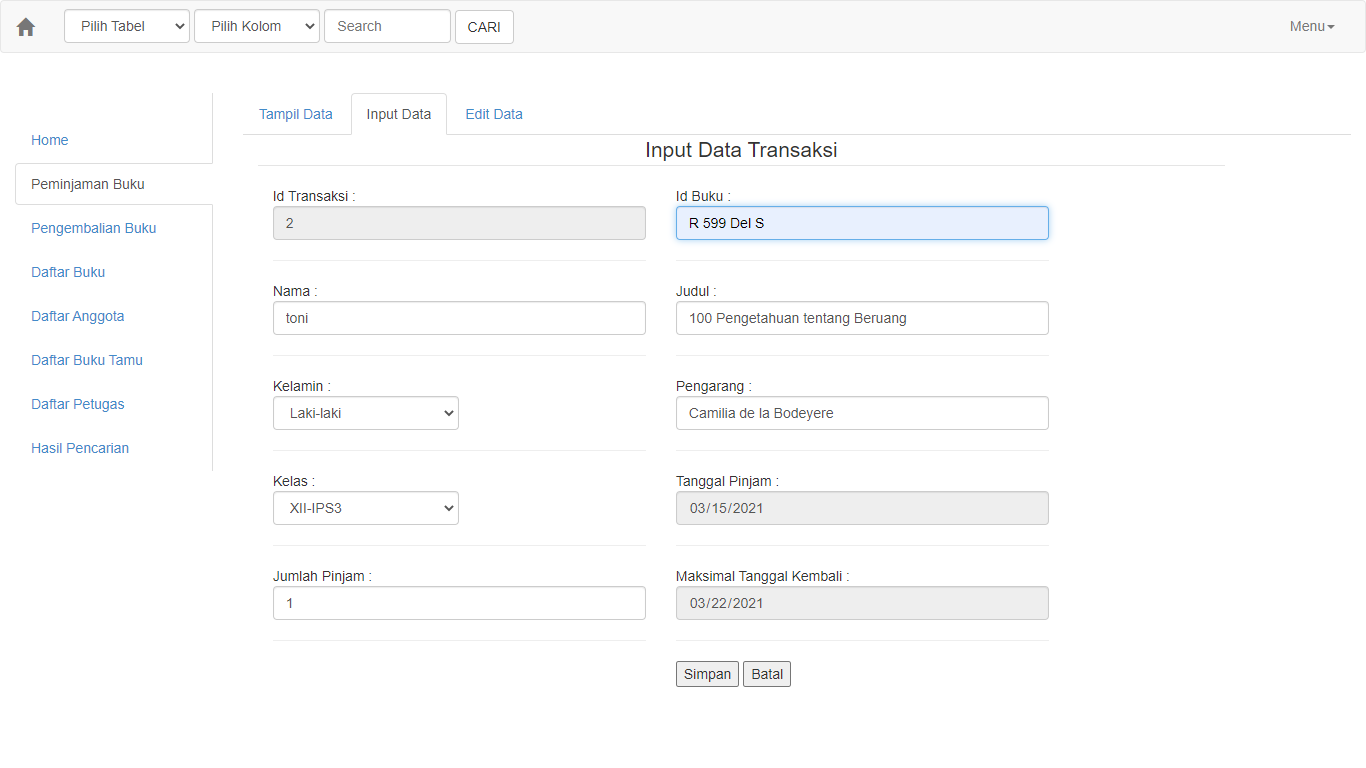 Pilih Tabel Pilih Kolom Search CARI Menu
Tampil Data Input Data Edit Data
Home
Peminjaman Buku
Pengembalian Buku
Daftar Buku
Daftar Anggota
Daftar Buku Tamu
Daftar Petugas
Hasil Pencarian
Input Data Transaksi
Id Transaksi :
2
Nama :
toni
Kelamin :
Laki-laki
Kelas :
XII-IPS3
Jumlah Pinjam :
1
Id Buku :
R 599 Del S
Judul :
100 Pengetahuan tentang Beruang
Pengarang :
Camilia de la Bodeyere
Tanggal Pinjam :
03/15/2021
Maksimal Tanggal Kembali :
03/22/2021
Simpan Batal